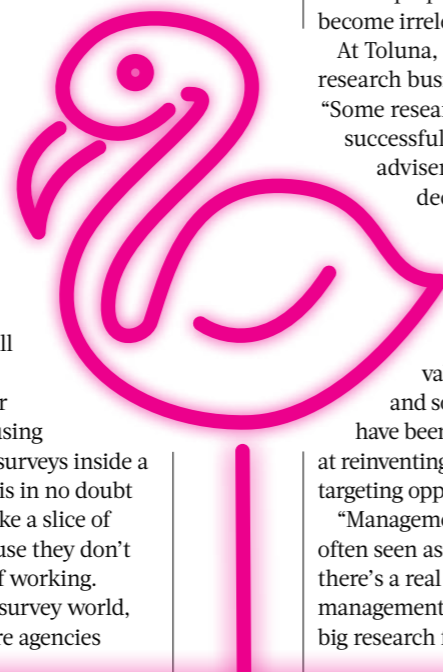 ll
r
using
surveys inside a
is in no doubt
ke a slice of
use they don't
f working.
survey world,
re agencies
become irrele
At Toluna,
research bus
“Some resear
successful
adviser
dec
va
and se
have been
at reinventing
targeting opp
“Manageme
often seen as
there's a real
management
big research f